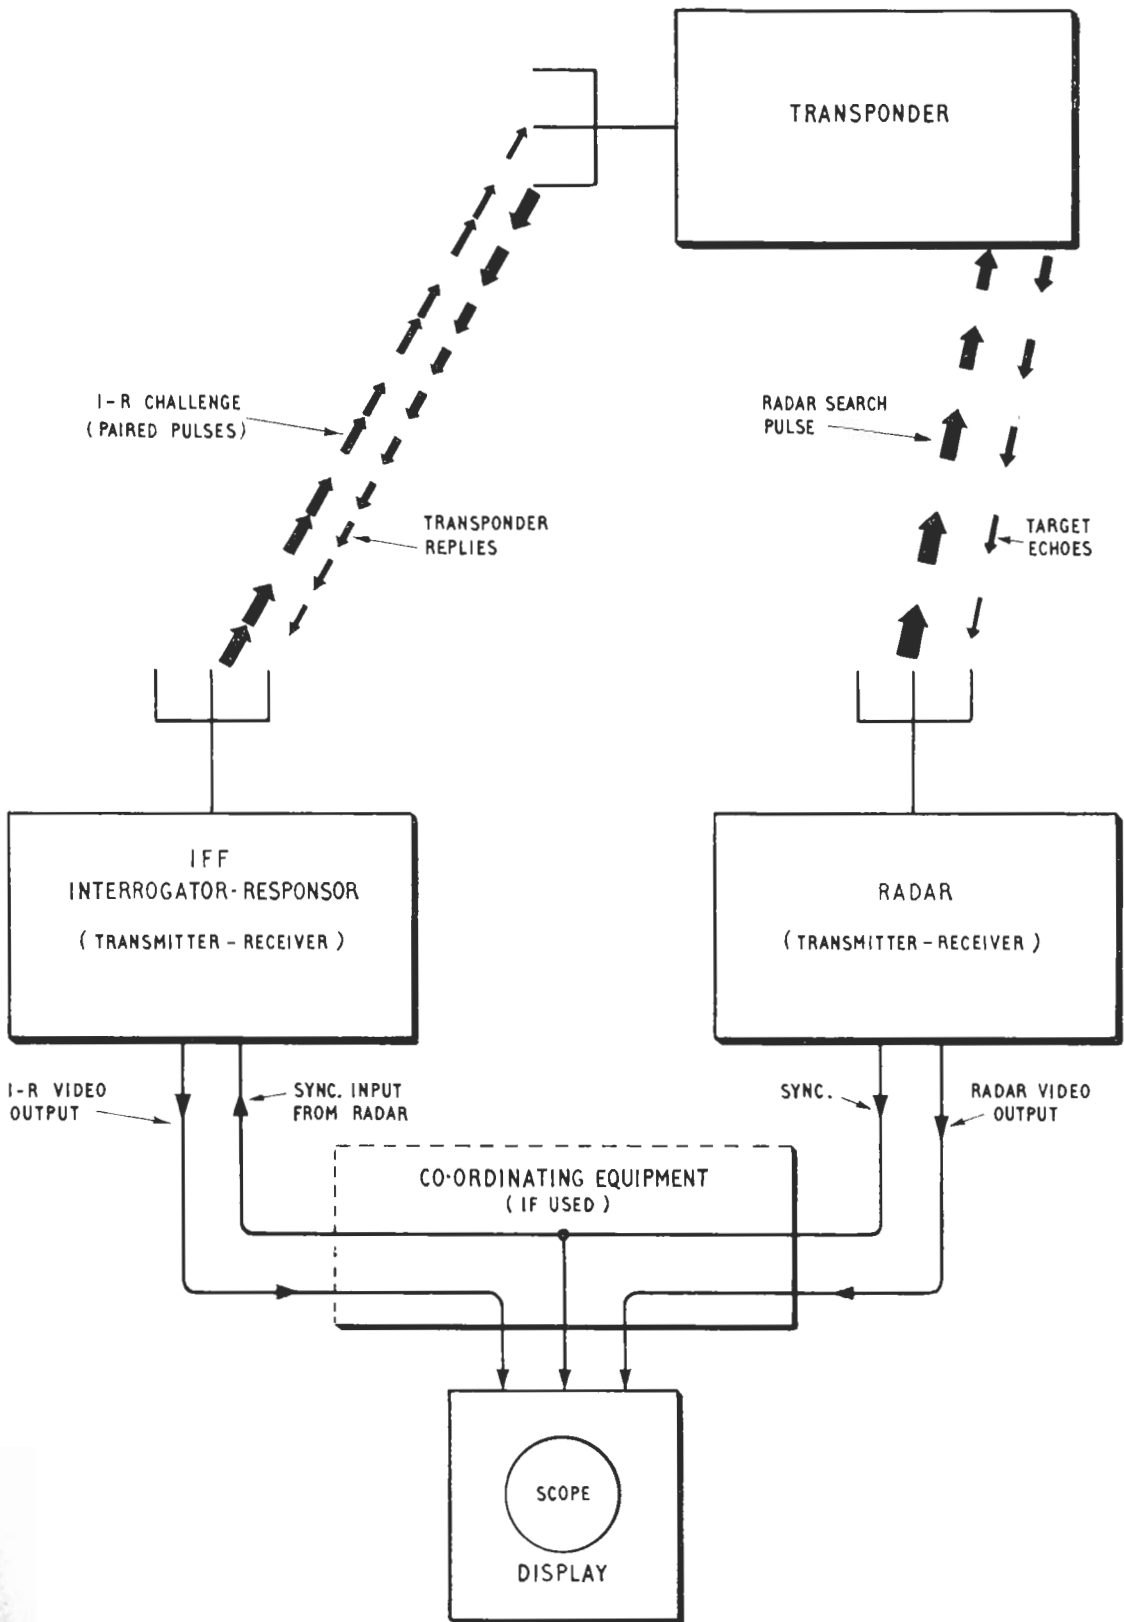 TRANSPONDER
I-R CHALLENGE
(PAIRED PULSES)
RADAR SEARCH
PULSE
TRANSPONDER
REPLIES
TARGET
ECHOES
IFF
INTERROGATOR-RESPONSOR
(TRANSMITTER-RECEIVER)
RADAR
(TRANSMITTER-RECEIVER)
I-R VIDEO
OUTPUT
SYNC. INPUT
FROM RADAR
SYNC.
RADAR VIDEO
OUTPUT
CO-ORDINATING EQUIPMENT
(IF USED)
SCOPE
DISPLAY